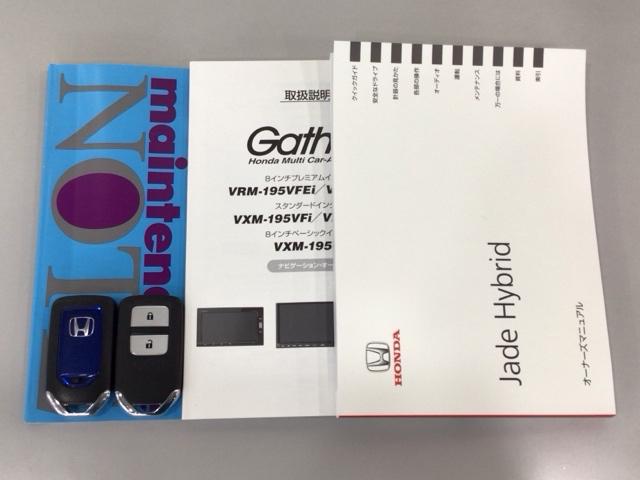 mainten
NOT
取扱説明
Gath
Honda Multi Car-A
8インチプレミアムイ
VRM-195VFEi/V
スタンダードイン
VXM-195VFi/V
8インチベーシックイ
VXM-195
ナビゲーション・オー
クイックガイド
安全なドライブ
計器の見かた
各部の操作
オーディオ
運転
メンテナンス
万一の場合には
資料
索引
HONDA
Jade Hybrid
オーナーズマニュアル